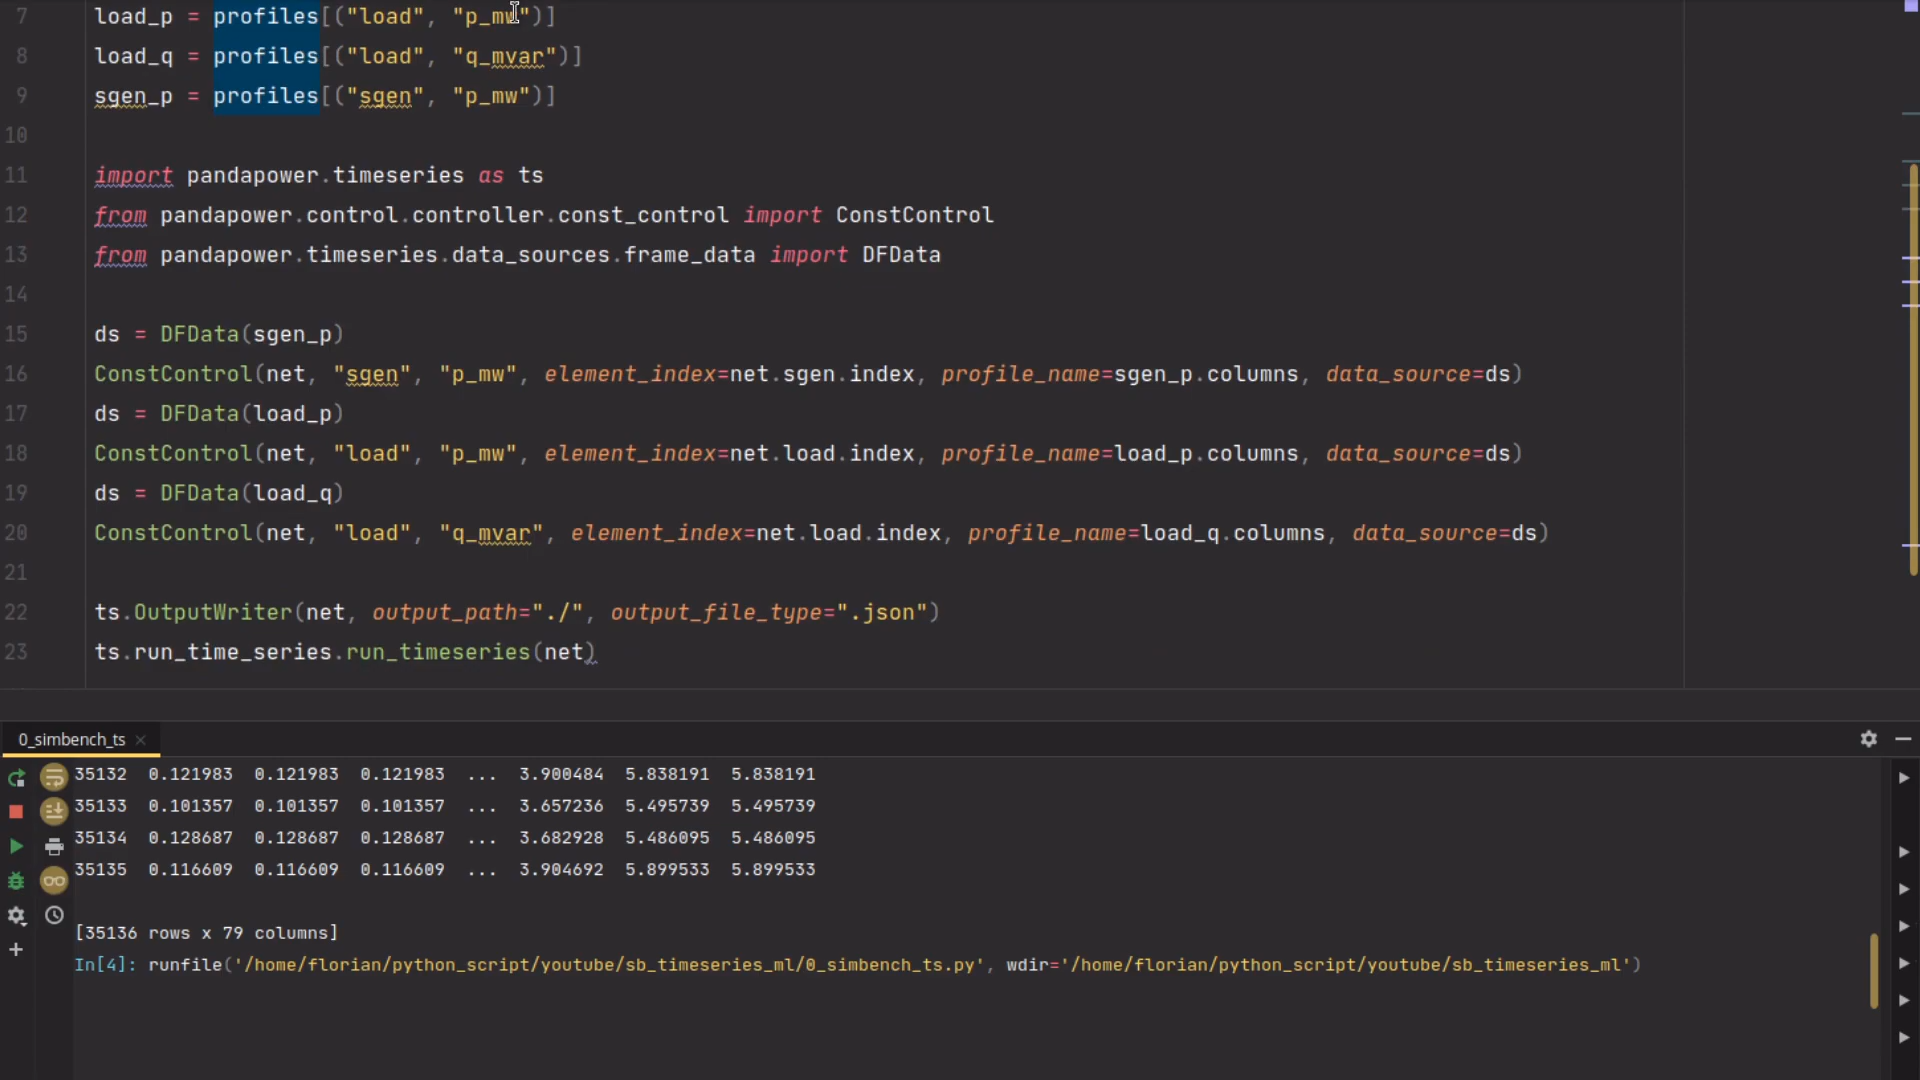 7 load_p = profiles[("load", "p_mw")]
8 load_q = profiles[("load", "q_mvar")]
9 sgen_p = profiles[("sgen", "p_mw")]
10
11 import pandapower.timeseries as ts
12 from pandapower.control.controller.const_control import ConstControl
13 from pandapower.timeseries.data_sources.frame_data import DFData
14
15 ds = DFData(sgen_p)
16 ConstControl(net, "sgen", "p_mw", element_index=net.sgen.index, profile_name=sgen_p.columns, data_source=ds)
17 ds = DFData(load_p)
18 ConstControl(net, "load", "p_mw", element_index=net.load.index, profile_name=load_p.columns, data_source=ds)
19 ds = DFData(load_q)
20 ConstControl(net, "load", "q_mvar", element_index=net.load.index, profile_name=load_q.columns, data_source=ds)
21
22 ts.OutputWriter(net, output_path="./", output_file_type=".json")
23 ts.run_time_series.run_timeseries(net)
0_simbench_ts
35132 0.121983 0.121983 0.121983 ... 3.900484 5.838191 5.838191
35133 0.101357 0.101357 0.101357 ... 3.657236 5.495739 5.495739
35134 0.128687 0.128687 0.128687 ... 3.682928 5.486095 5.486095
35135 0.116609 0.116609 0.116609 ... 3.904692 5.899533 5.899533
[35136 rows x 79 columns]
In[4]: runfile('/home/florian/python_script/youtube/sb_timeseries_ml/0_simbench_ts.py', wdir='/home/florian/python_script/youtube/sb_timeseries_ml')